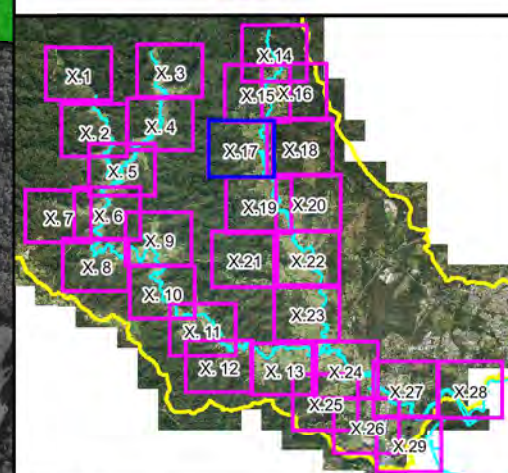 X.14
X.1
X. 3
X.15
X.16
X. 2
X. 4
X.17
X.18
X. 5
X. 7
X. 6
X.19
X.20
X. 9
X. 8
X.21
X.22
X. 10
X. 11
X.23
X. 12
X. 13
X.24
X.27
X.28
X.25
X.26
X.29